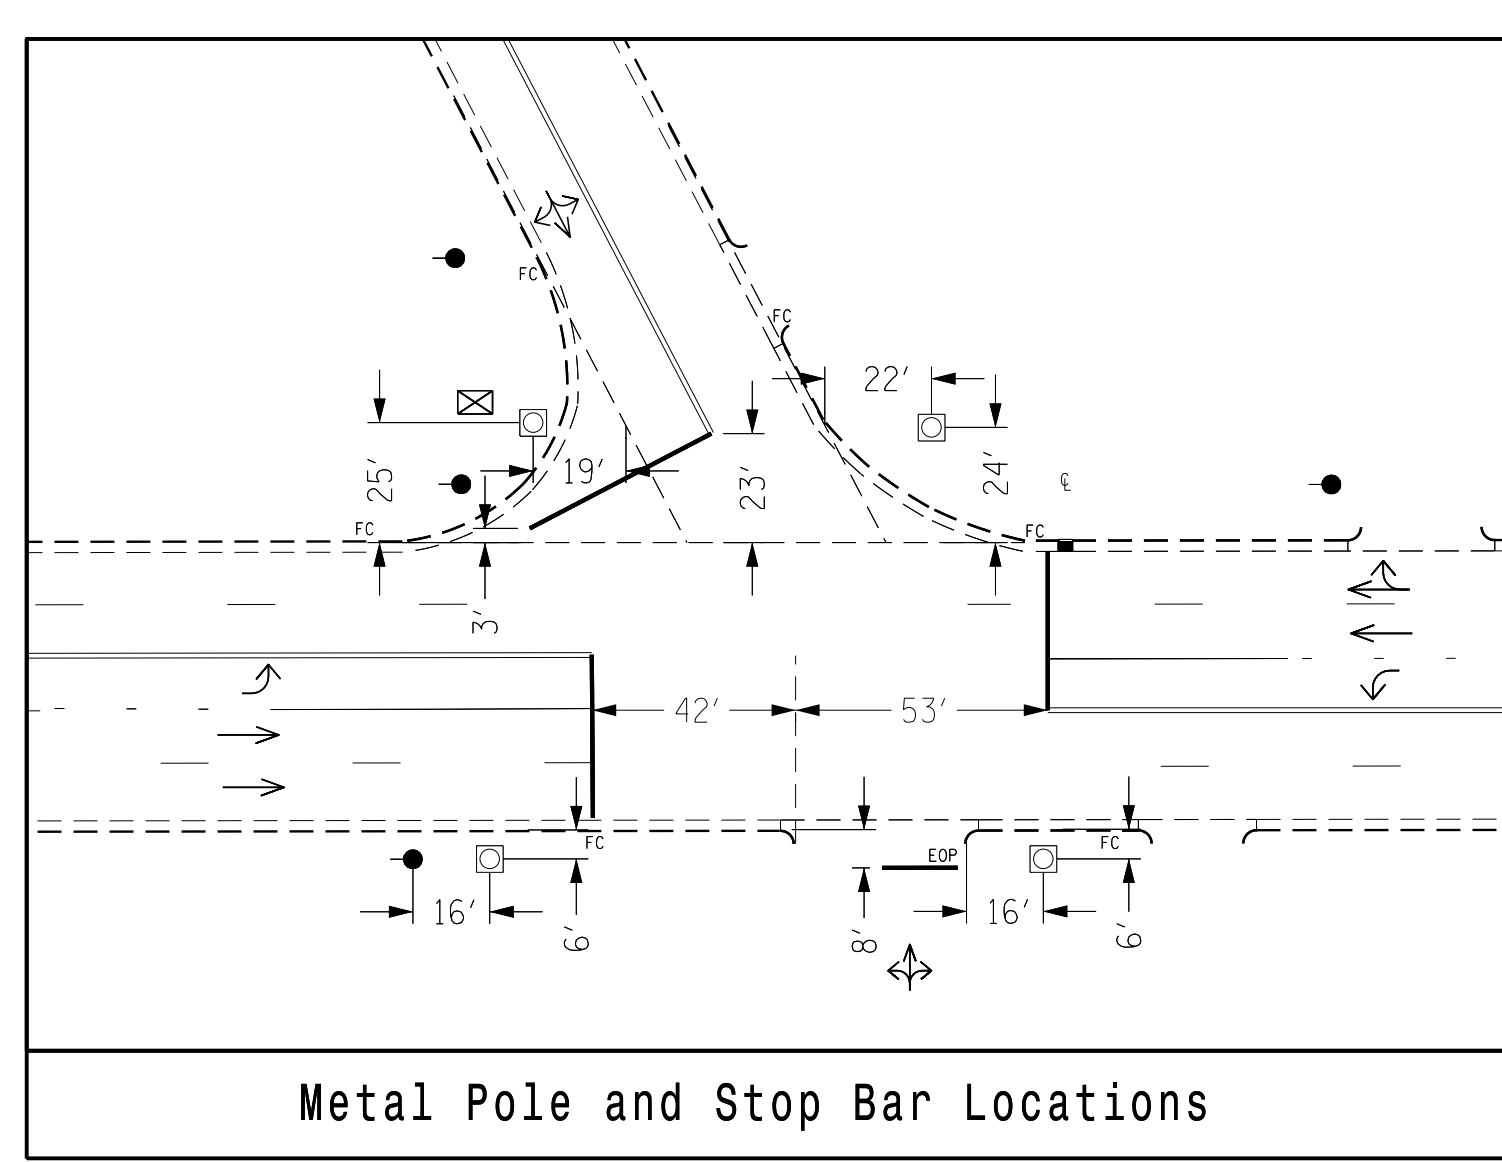 FC
FC
22′
25′
19′
23′
24′
℄
FC
FC
3′
42′
53′
FC
FC
EOP
16′
6′
8′
16′
6′
Metal Pole and Stop Bar Locations